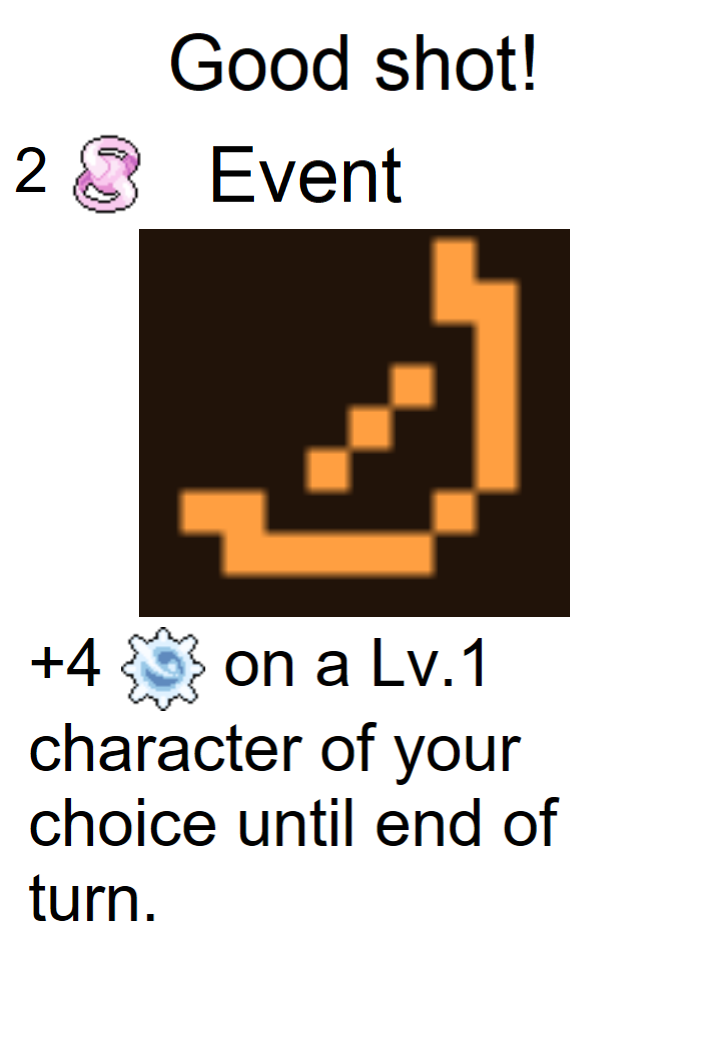 Good shot!
2 Event
+4 on a Lv.1
character of your
choice until end of
turn.